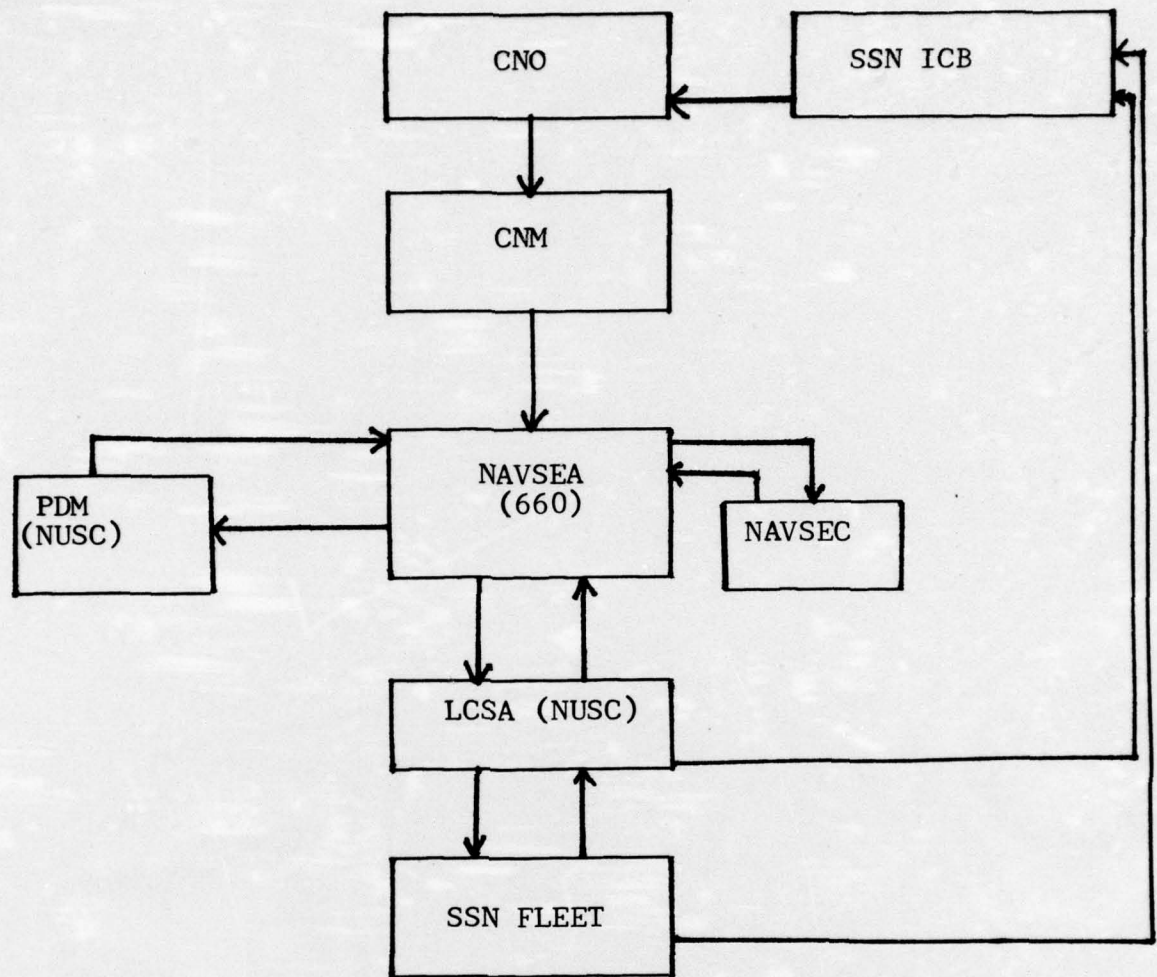 CNO
SSN ICB
CNM
NAVSEA
(660)
PDM
(NUSC)
NAVSEC
LCSA (NUSC)
SSN FLEET